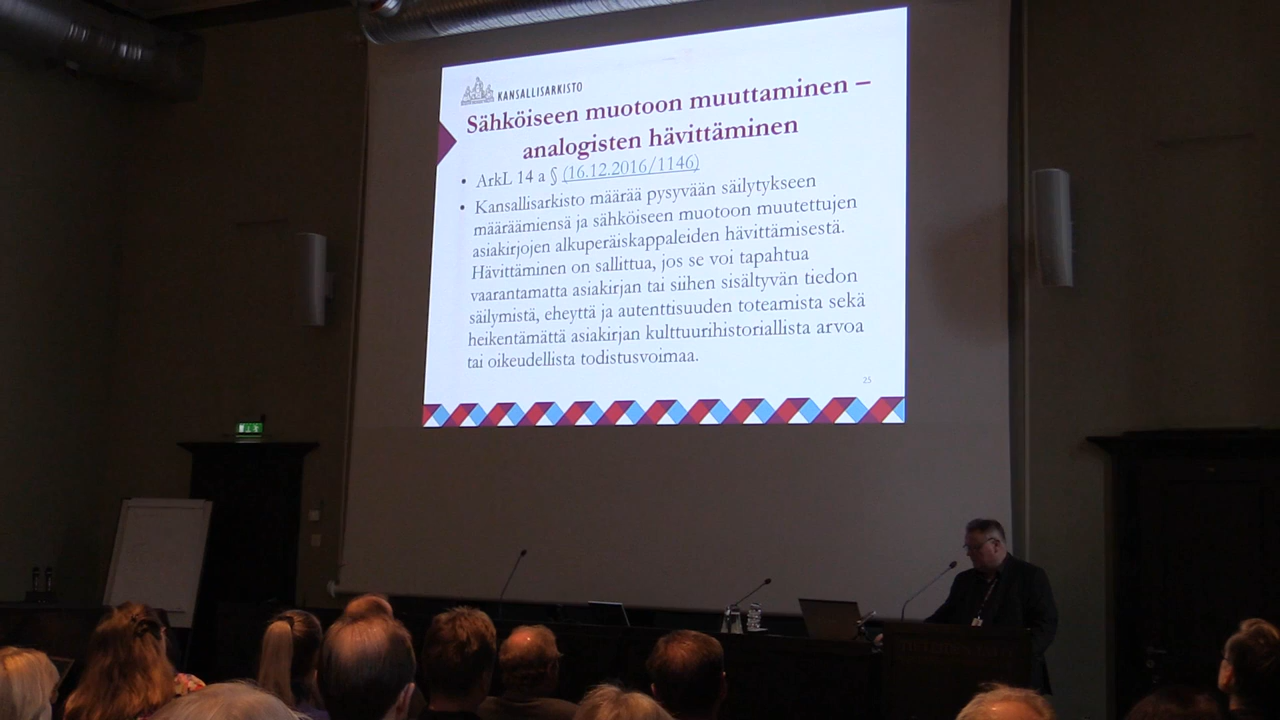 KANSALLISARKISTO
Sähköiseen muotoon muuttaminen –
analogisten hävittäminen
• ArkL 14 a § (16.12.2016/1146)
• Kansallisarkisto määrää pysyvään säilytykseen
määräämiensä ja sähköiseen muotoon muutettujen
asiakirjojen alkuperäiskappaleiden hävittämisestä.
Hävittäminen on sallittua, jos se voi tapahtua
vaarantamatta asiakirjan tai siihen sisältyvän tiedon
säilymistä, eheyttä ja autenttisuuden toteamista sekä
heikentämättä asiakirjan kulttuurihistoriallista arvoa
tai oikeudellista todistusvoimaa.
25